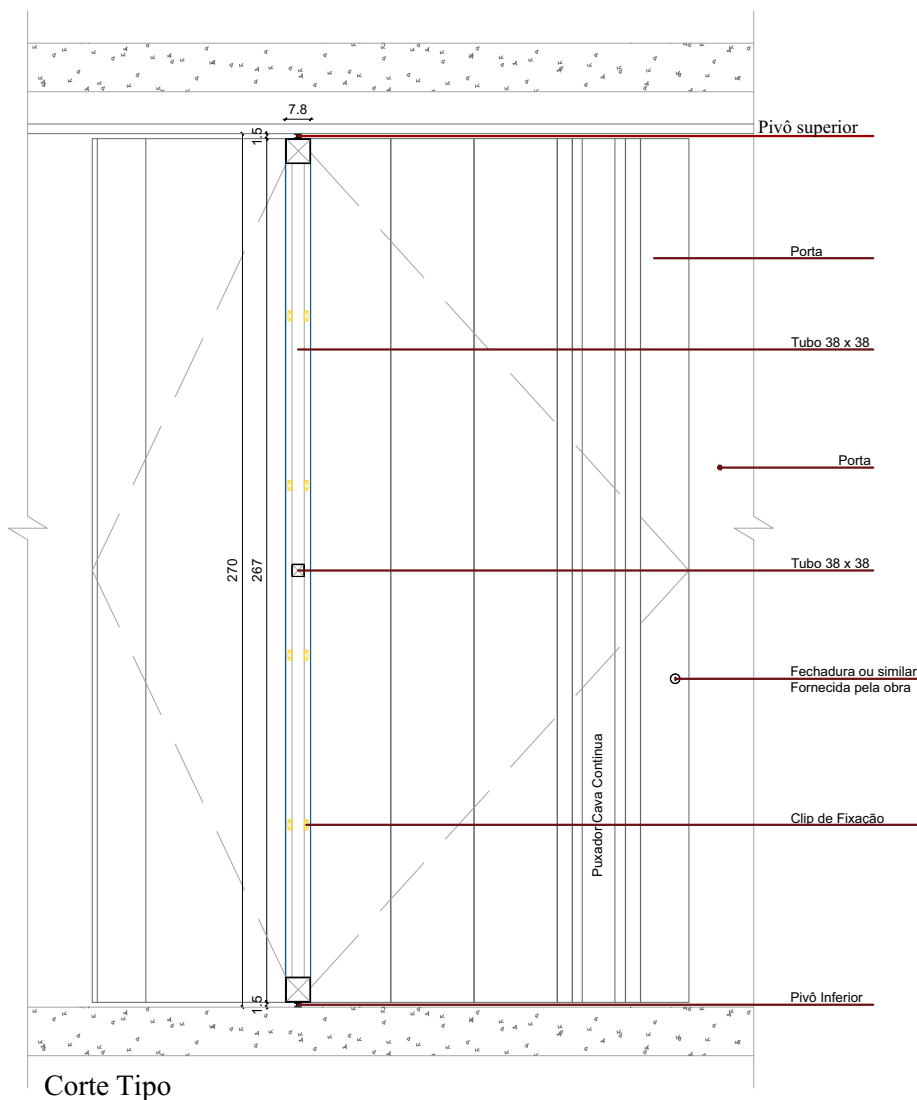 7.8
1.5
Pivô superior
Porta
Tubo 38 x 38
Porta
270
267
Tubo 38 x 38
Fechadura ou similar
Fornecida pela obra
Puxador Cava Continua
Clip de Fixação
1.5
Pivô Inferior
Corte Tipo